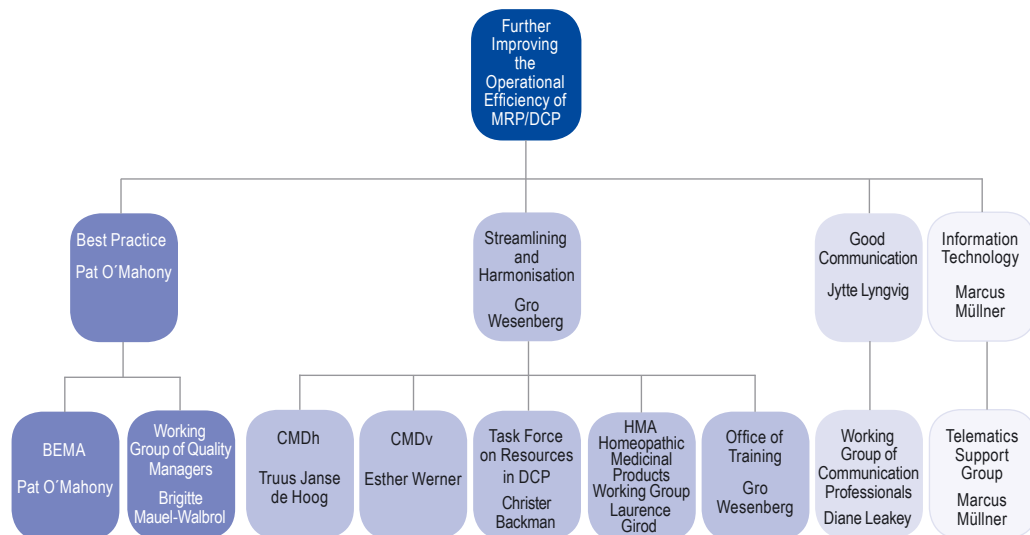 Further
Improving
the
Operational
Efficiency of
MRP/DCP
Best Practice
Pat O´Mahony
Streamlining
and
Harmonisation
Gro
Wesenberg
Good
Communication
Jytte Lyngvig
Information
Technology
Marcus
Müllner
BEMA
Pat O´Mahony
Working
Group of Quality
Managers
Brigitte
Mauel-Walbrol
CMDh
Truus Janse
de Hoog
CMDv
Esther Werner
Task Force
on Resources
in DCP
Christer
Backman
HMA
Homeopathic
Medicinal
Products
Working Group
Laurence
Girod
Office of
Training
Gro
Wesenberg
Working
Group of
Communication
Professionals
Diane Leakey
Telematics
Support
Group
Marcus
Müllner